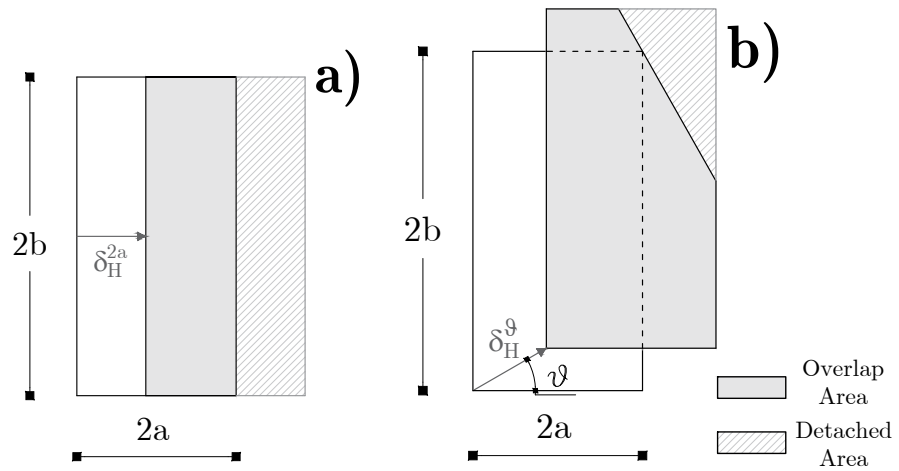 a)
2b
δ_H^{2a}
2a
b)
2b
δ_H^ϑ
ϑ
2a
Overlap
Area
Detached
Area